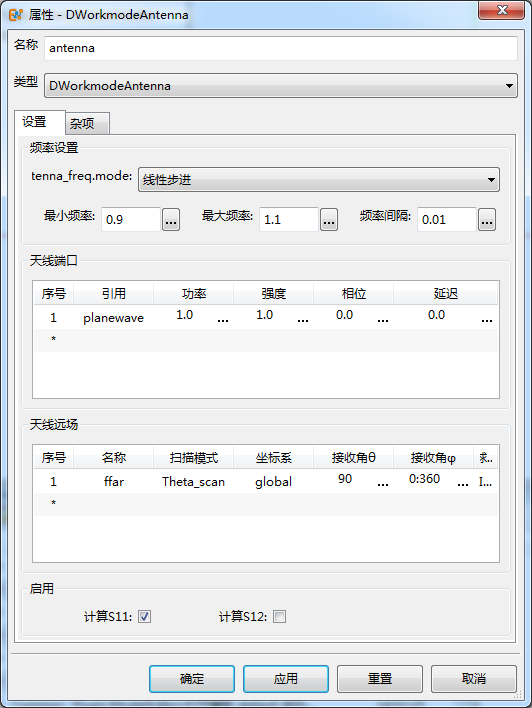 属性 - DWorkmodeAntenna
名称 antenna
类型 DWorkmodeAntenna
设置 杂项
频率设置
tenna_freq.mode: 线性步进
最小频率: 0.9 ... 最大频率: 1.1 ... 频率间隔: 0.01 ...
天线端口
序号 引用 功率 强度 相位 延迟
1 planewave 1.0 ... 1.0 ... 0.0 ... 0.0 ...
*
天线远场
序号 名称 扫描模式 坐标系 接收角θ 接收角φ
1 ffar Theta_scan global 90 ... 0:360 ... I...
*
启用
计算S11: 计算S12:
确定 应用 重置 取消